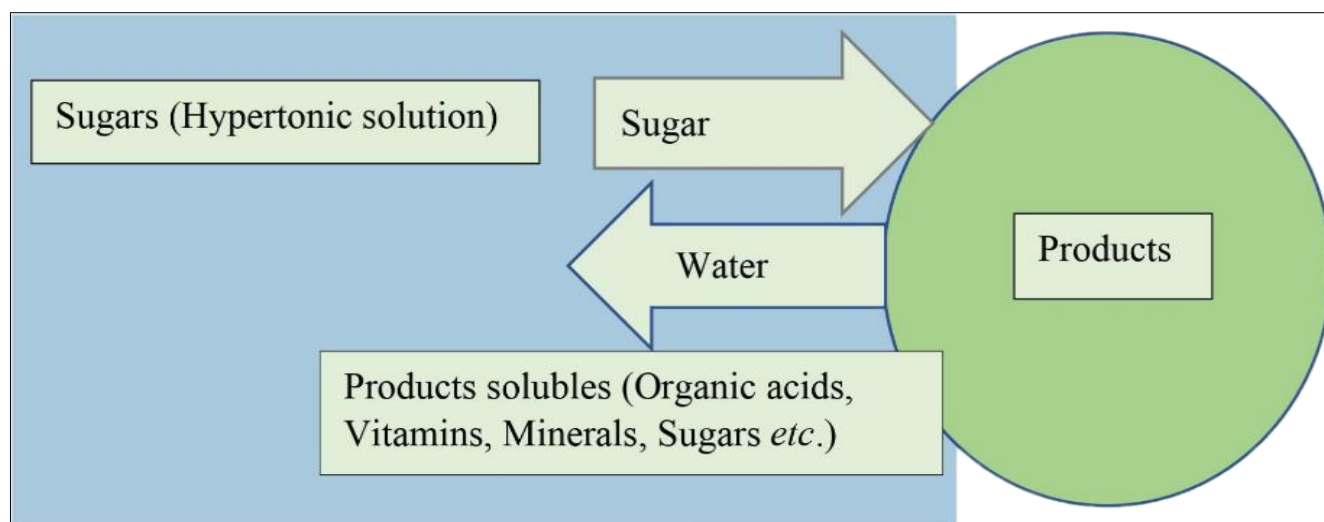 Sugars (Hypertonic solution)
Sugar
Water
Products
Products solubles (Organic acids,
Vitamins, Minerals, Sugars etc.)